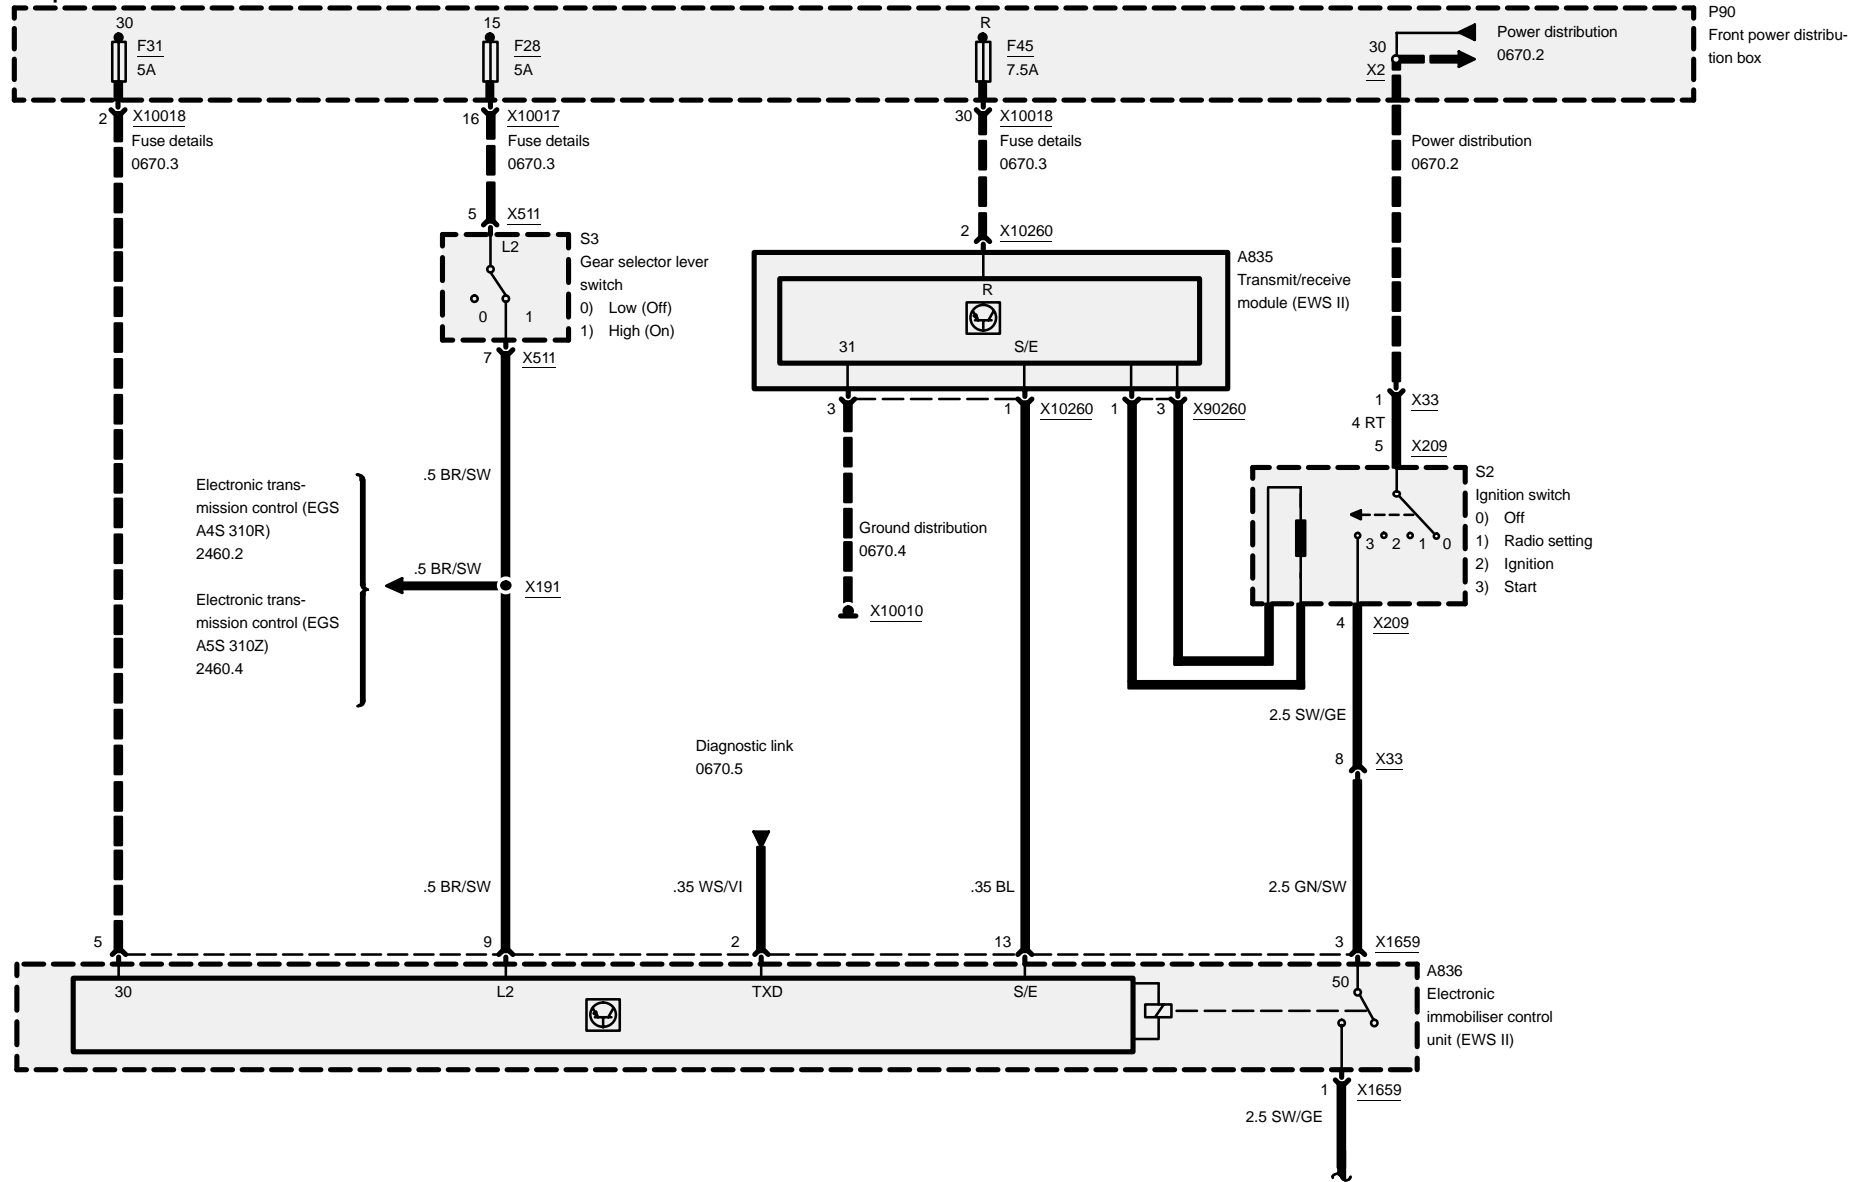 30
15
R
P90
Front power distribu-
tion box
F31
5A
F28
5A
F45
7.5A
30
X2
Power distribution
0670.2
2 X10018
Fuse details
0670.3
16 X10017
Fuse details
0670.3
30 X10018
Fuse details
0670.3
Power distribution
0670.2
5 X511
L2
0 1
S3
Gear selector lever
switch
0) Low (Off)
1) High (On)
7 X511
2 X10260
R
31
S/E
A835
Transmit/receive
module (EWS II)
3
1 X10260
1
3 X90260
1 X33
4 RT
5 X209
S2
Ignition switch
0) Off
1) Radio setting
2) Ignition
3) Start
3 2 1 0
4 X209
.5 BR/SW
Electronic trans-
mission control (EGS
A4S 310R)
2460.2
Electronic trans-
mission control (EGS
A5S 310Z)
2460.4
.5 BR/SW
X191
Ground distribution
0670.4
X10010
2.5 SW/GE
8 X33
Diagnostic link
0670.5
.5 BR/SW
.35 WS/VI
.35 BL
2.5 GN/SW
5
9
2
13
3 X1659
30
L2
TXD
S/E
50
A836
Electronic
immobiliser control
unit (EWS II)
1 X1659
2.5 SW/GE